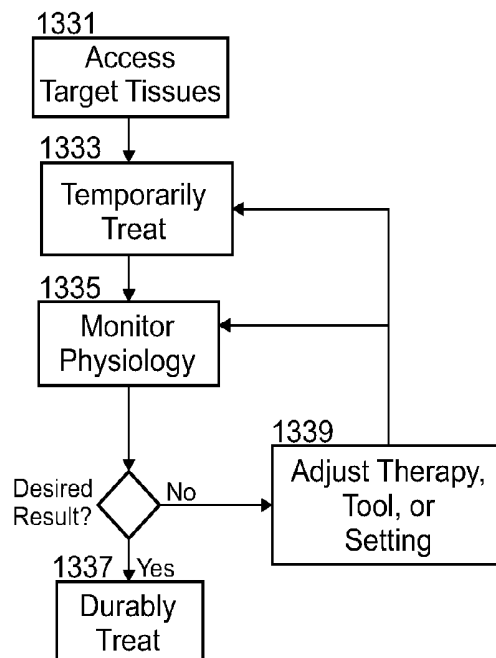 1331
Access
Target Tissues
1333
Temporarily
Treat
1335
Monitor
Physiology
Desired
Result?
No
1339
Adjust Therapy,
Tool, or
Setting
1337
Yes
Durably
Treat